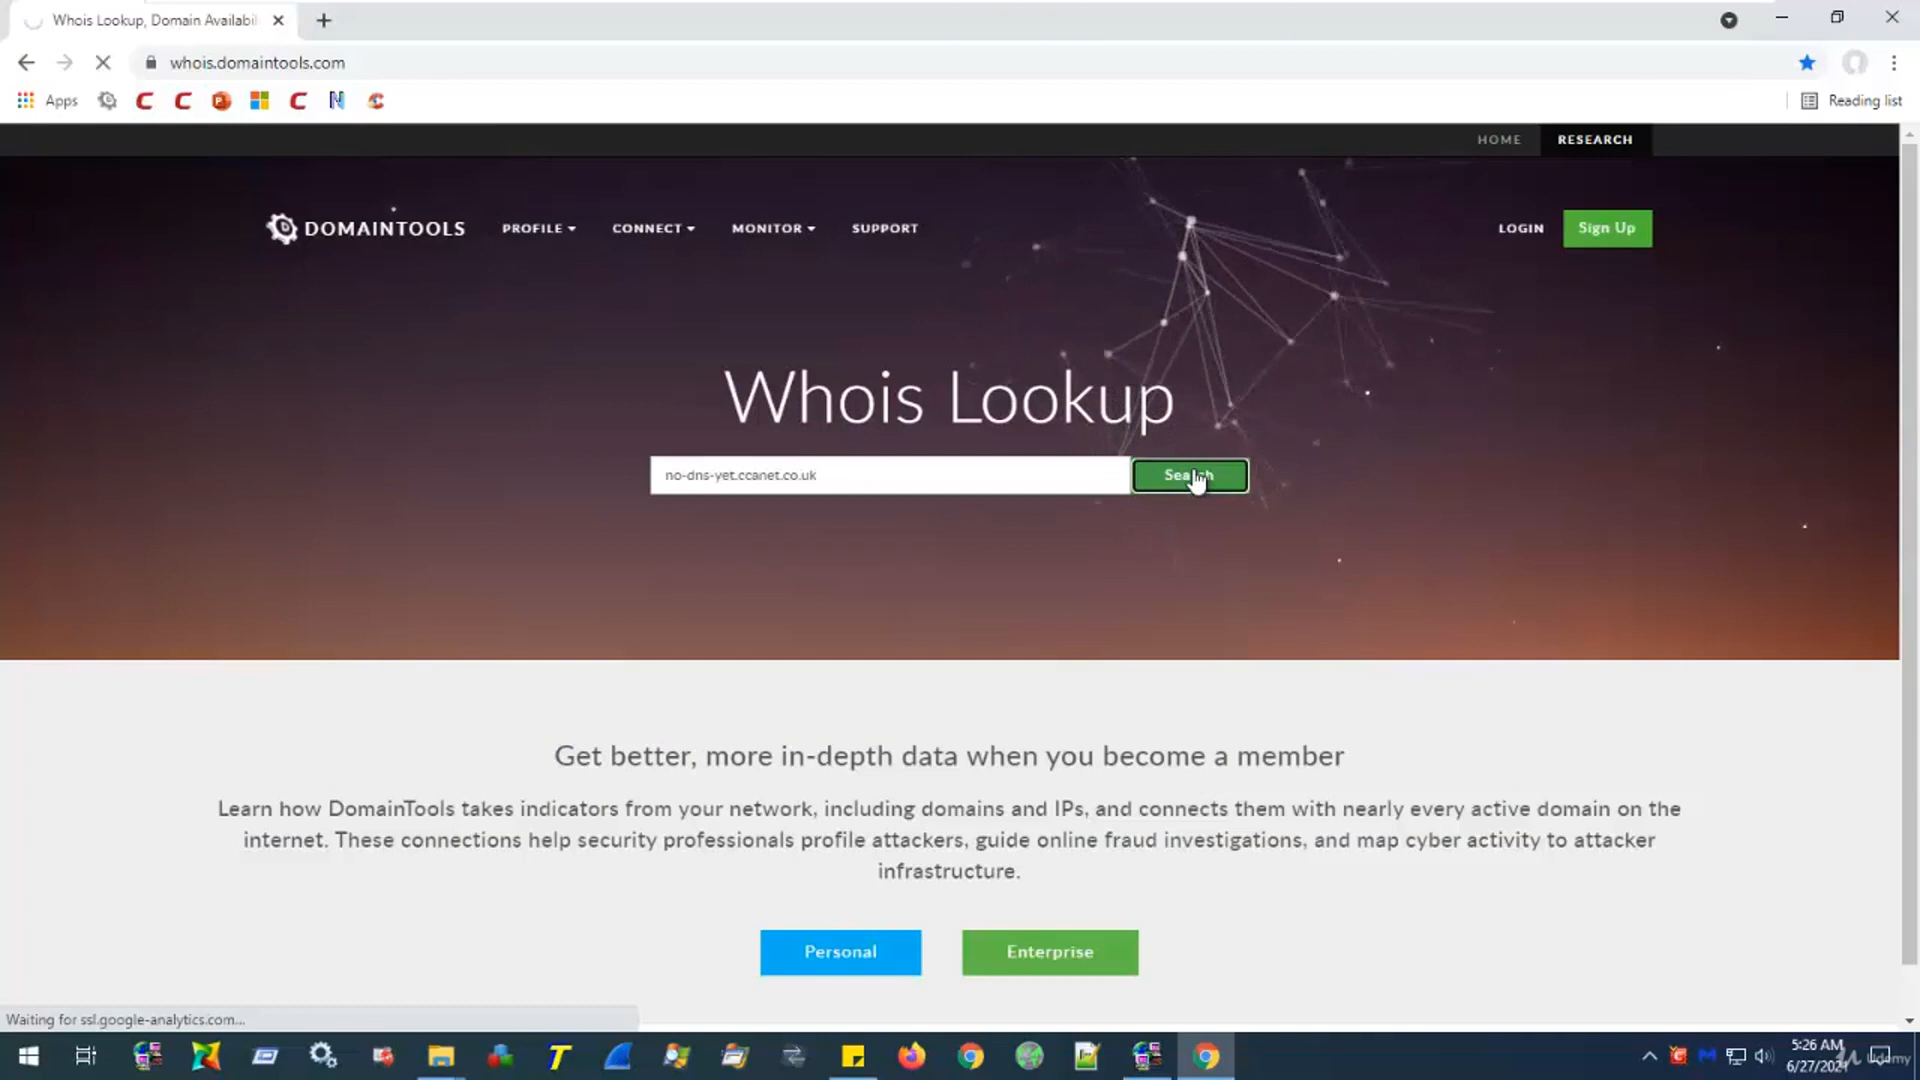 Whois Lookup, Domain Availabi
whois.domaintools.com
Apps
Reading list
HOME
RESEARCH
DOMAINTOOLS
PROFILE
CONNECT
MONITOR
SUPPORT
LOGIN
Sign Up
Whois Lookup
no-dns-yet.ccanet.co.uk
Search
Get better, more in-depth data when you become a member
Learn how DomainTools takes indicators from your network, including domains and IPs, and connects them with nearly every active domain on the
internet. These connections help security professionals profile attackers, guide online fraud investigations, and map cyber activity to attacker
infrastructure.
Personal
Enterprise
Waiting for ssl.google-analytics.com...
5:26 AM
6/27/2021
Udemy